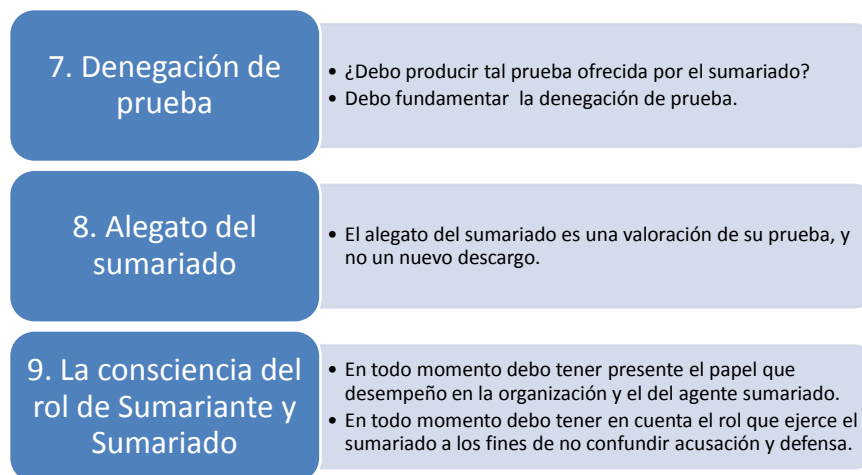 7. Denegación de
prueba
• ¿Debo producir tal prueba ofrecida por el sumariado?
• Debo fundamentar  la denegación de prueba.
8. Alegato del
sumariado
• El alegato del sumariado es una valoración de su prueba, y
no un nuevo descargo.
9. La consciencia del
rol de Sumariante y
Sumariado
• En todo momento debo tener presente el papel que
desempeño en la organización y el del agente sumariado.
• En todo momento debo tener en cuenta el rol que ejerce el
sumariado a los fines de no confundir acusación y defensa.